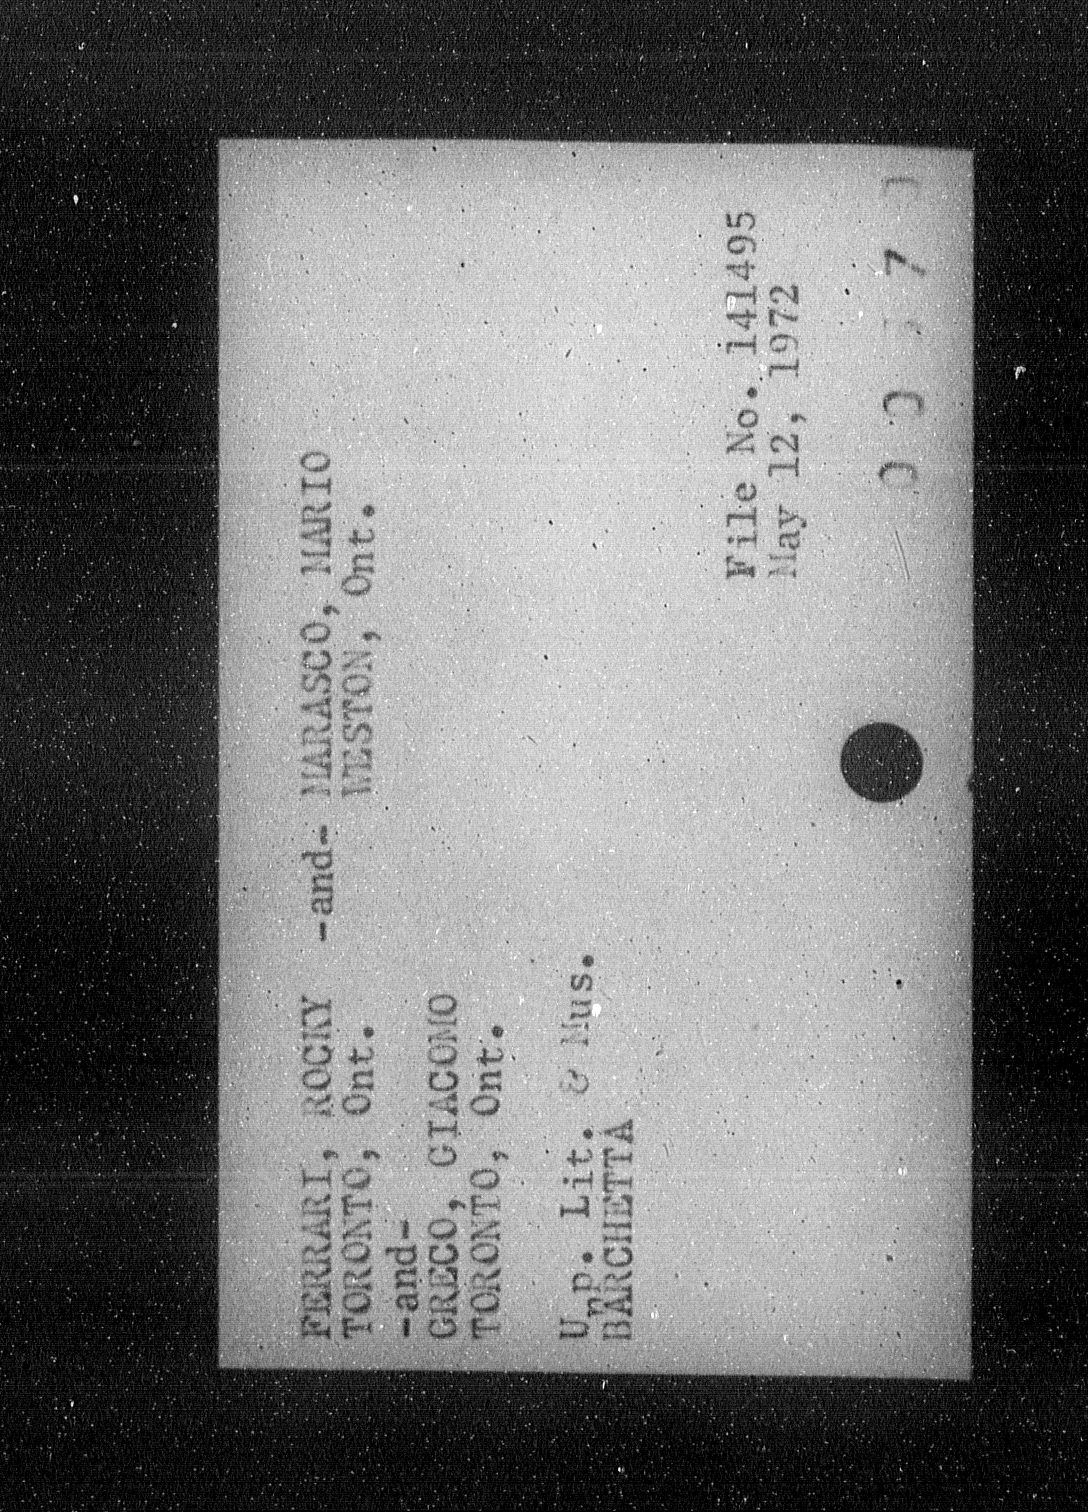 FERRARI, ROCKY -and- MARASCO, MARIO
TORONTO, Ont. WESTON, Ont.
-and-
GRECO, GIACOMO
TORONTO, Ont.
Unp. Lit. & Mus.
BARCHETTA
File No. 141495
May 12, 1972